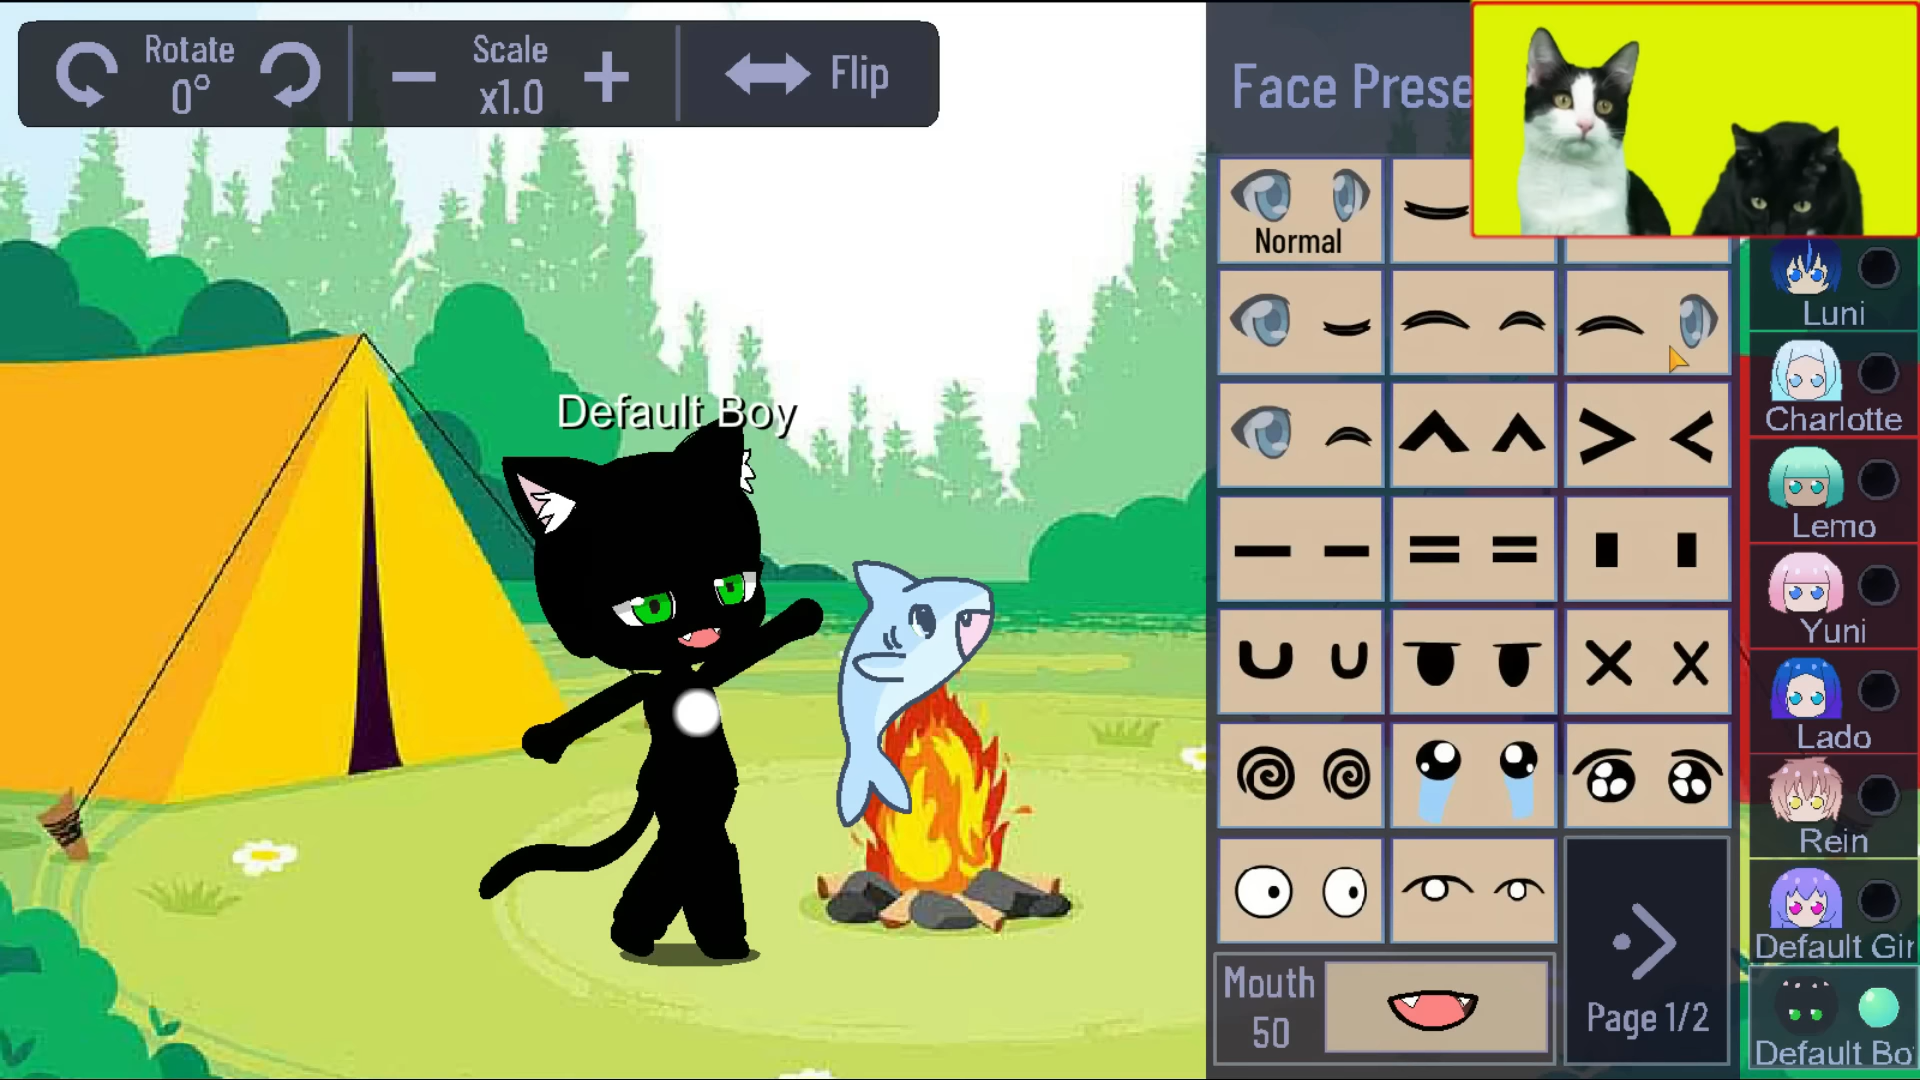 Rotate
0°
Scale
x1.0
Flip
Face Prese
Normal
Default Boy
Luni
Charlotte
Lemo
Yuni
Lado
Rein
Default Gir
Default Bo
Mouth
50
Page 1/2